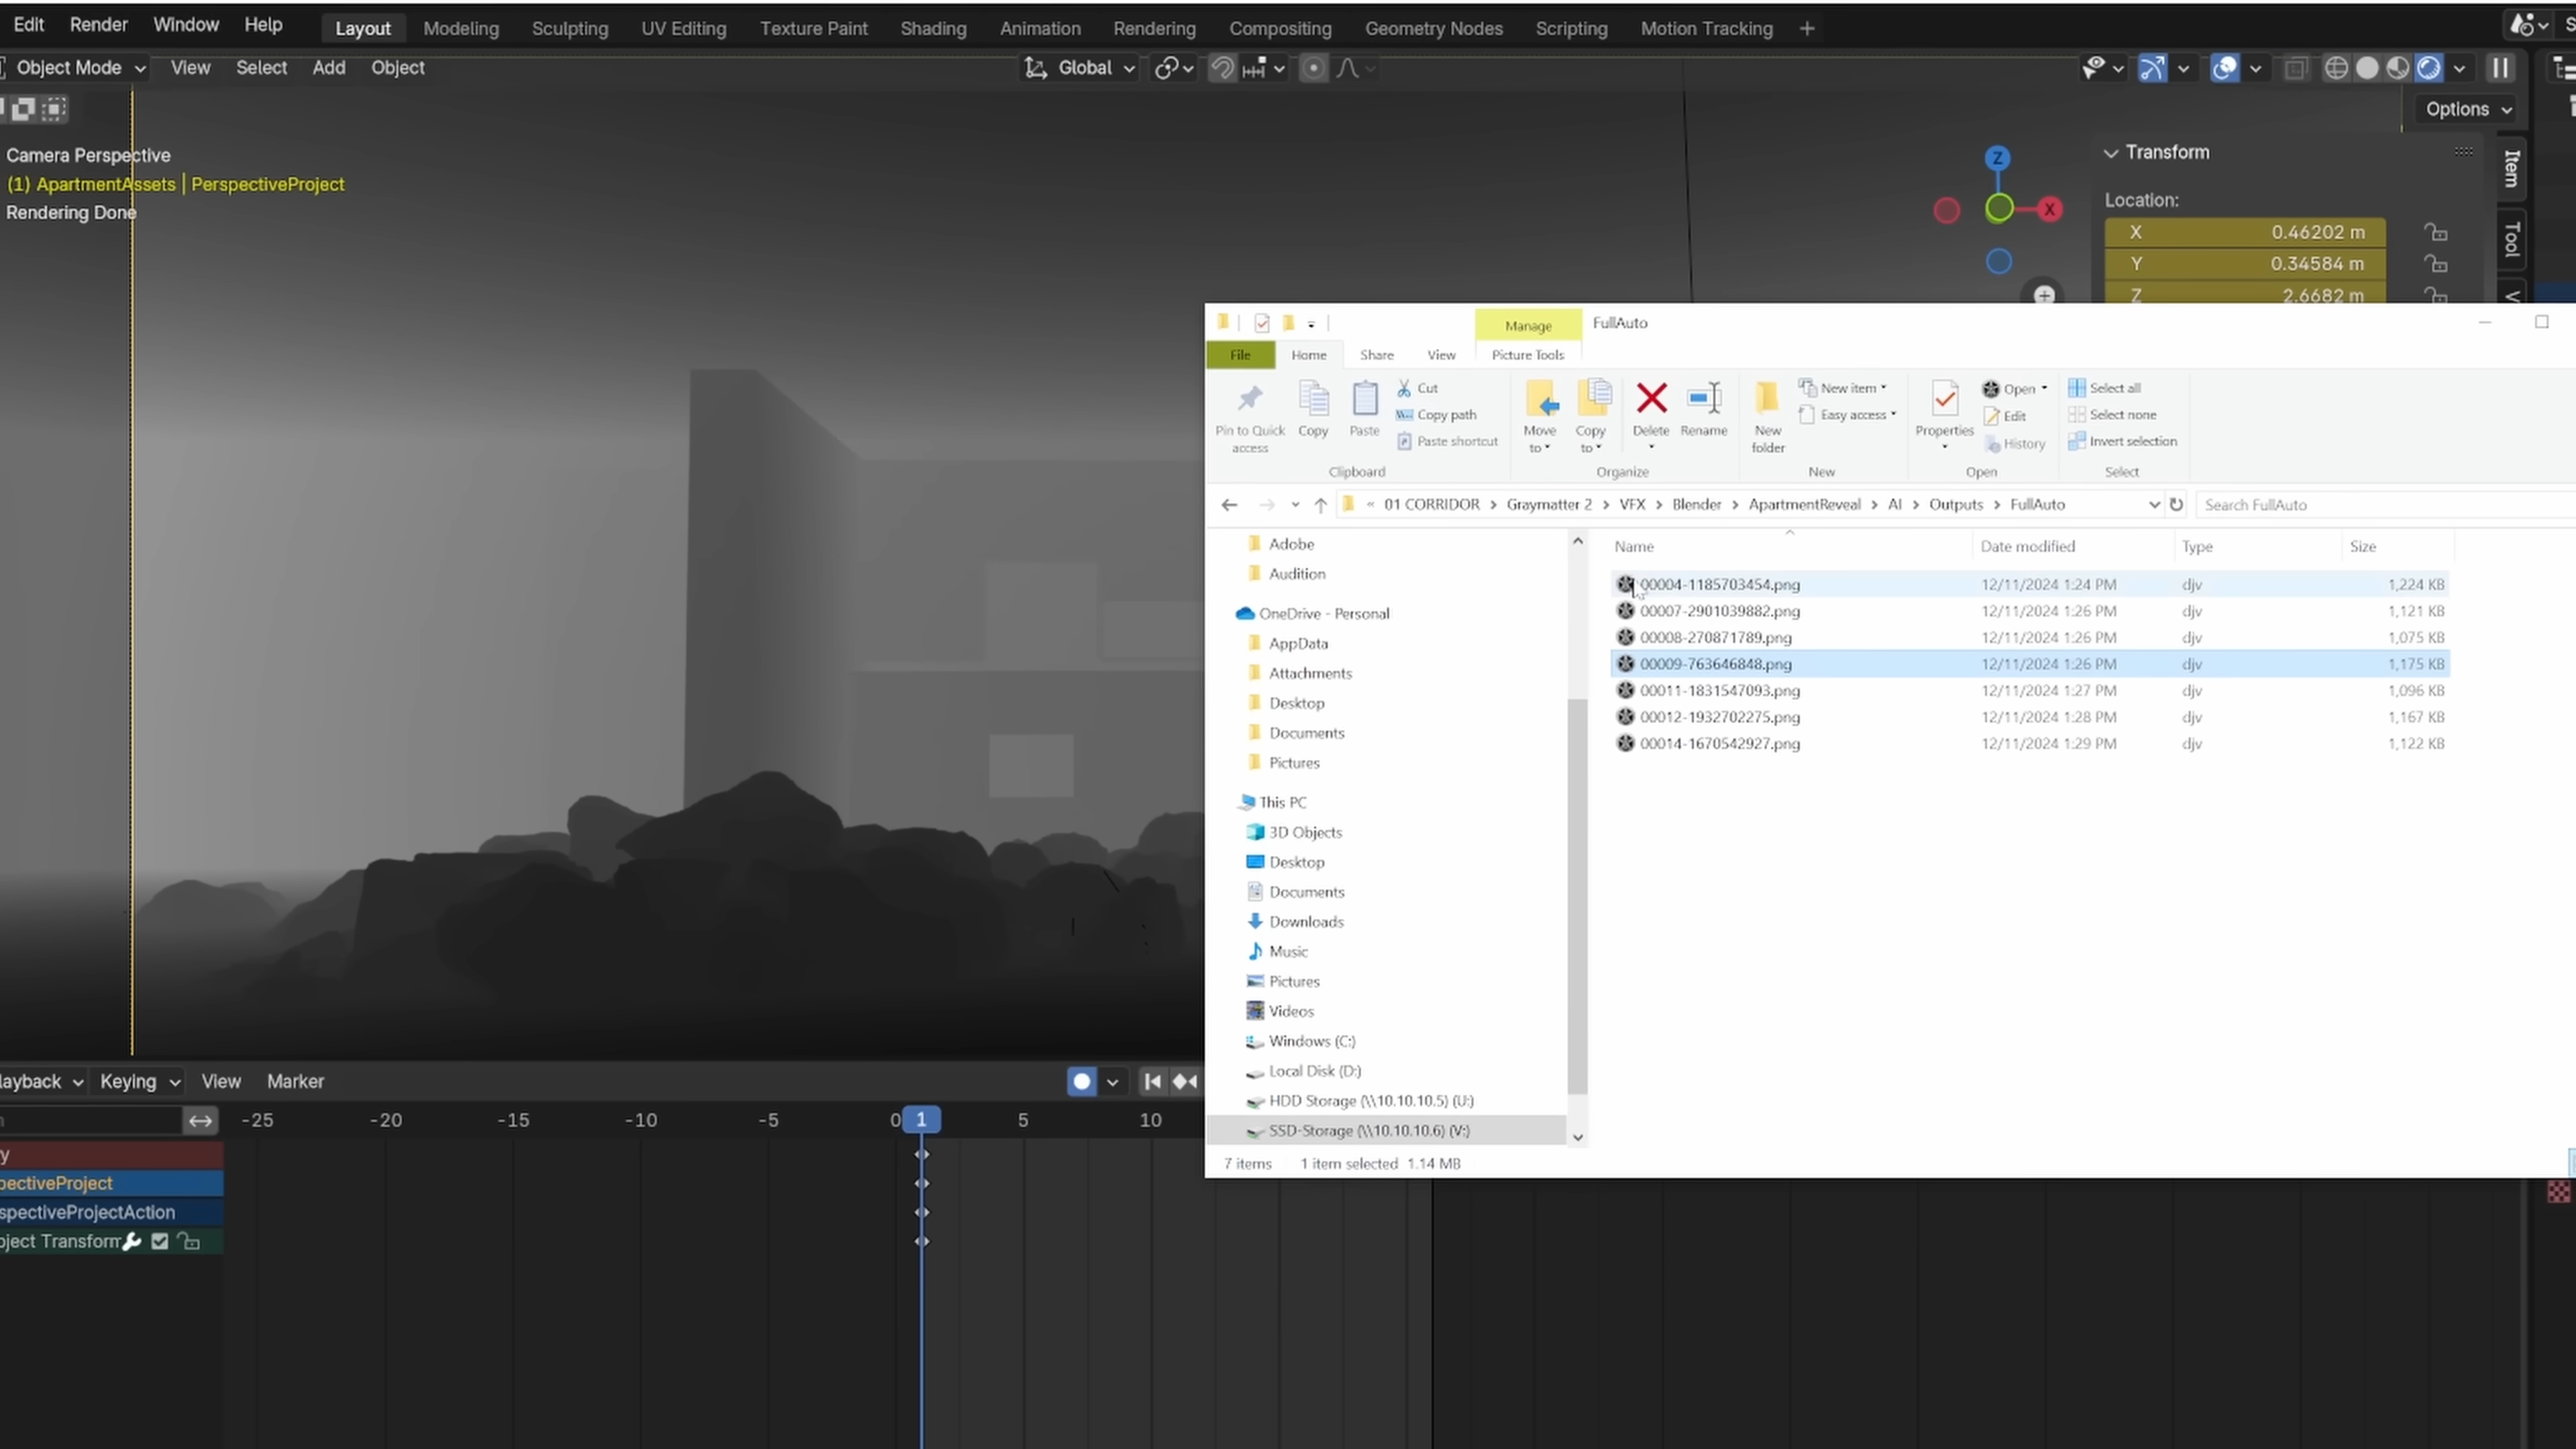 Edit Render Window Help Layout Modeling Sculpting UV Editing Texture Paint Shading Animation Rendering Compositing Geometry Nodes Scripting Motion Tracking +
Object Mode View Select Add Object Global
Options
Camera Perspective
(1) ApartmentAssets | PerspectiveProject
Rendering Done
Z
X
Transform
Location:
X 0.46202 m
Y 0.34584 m
Z 2.6682 m
Item
Tool
Manage FullAuto
File Home Share View Picture Tools
Pin to Quick access
Copy
Paste
Cut
Copy path
Paste shortcut
Clipboard
Move to
Copy to
Delete
Rename
Organize
New folder
New item
Easy access
New
Properties
Open
Edit
History
Open
Select all
Select none
Invert selection
Select
« 01 CORRIDOR > Graymatter 2 > VFX > Blender > ApartmentReveal > AI > Outputs > FullAuto
Search FullAuto
Adobe
Audition
OneDrive - Personal
AppData
Attachments
Desktop
Documents
Pictures
This PC
3D Objects
Desktop
Documents
Downloads
Music
Pictures
Videos
Windows (C:)
Local Disk (D:)
HDD Storage (\\10.10.10.5) (U:)
SSD-Storage (\\10.10.10.6) (V:)
Name Date modified Type Size
00004-1185703454.png 12/11/2024 1:24 PM djv 1,224 KB
00007-2901039882.png 12/11/2024 1:26 PM djv 1,121 KB
00008-270871789.png 12/11/2024 1:26 PM djv 1,075 KB
00009-763646848.png 12/11/2024 1:26 PM djv 1,175 KB
00011-1831547093.png 12/11/2024 1:27 PM djv 1,096 KB
00012-1932702275.png 12/11/2024 1:28 PM djv 1,167 KB
00014-1670542927.png 12/11/2024 1:29 PM djv 1,122 KB
7 items 1 item selected 1.14 MB
layback Keying View Marker
-25 -20 -15 -10 -5 0 1 5 10
y
pectiveProject
spectiveProjectAction
bject Transform